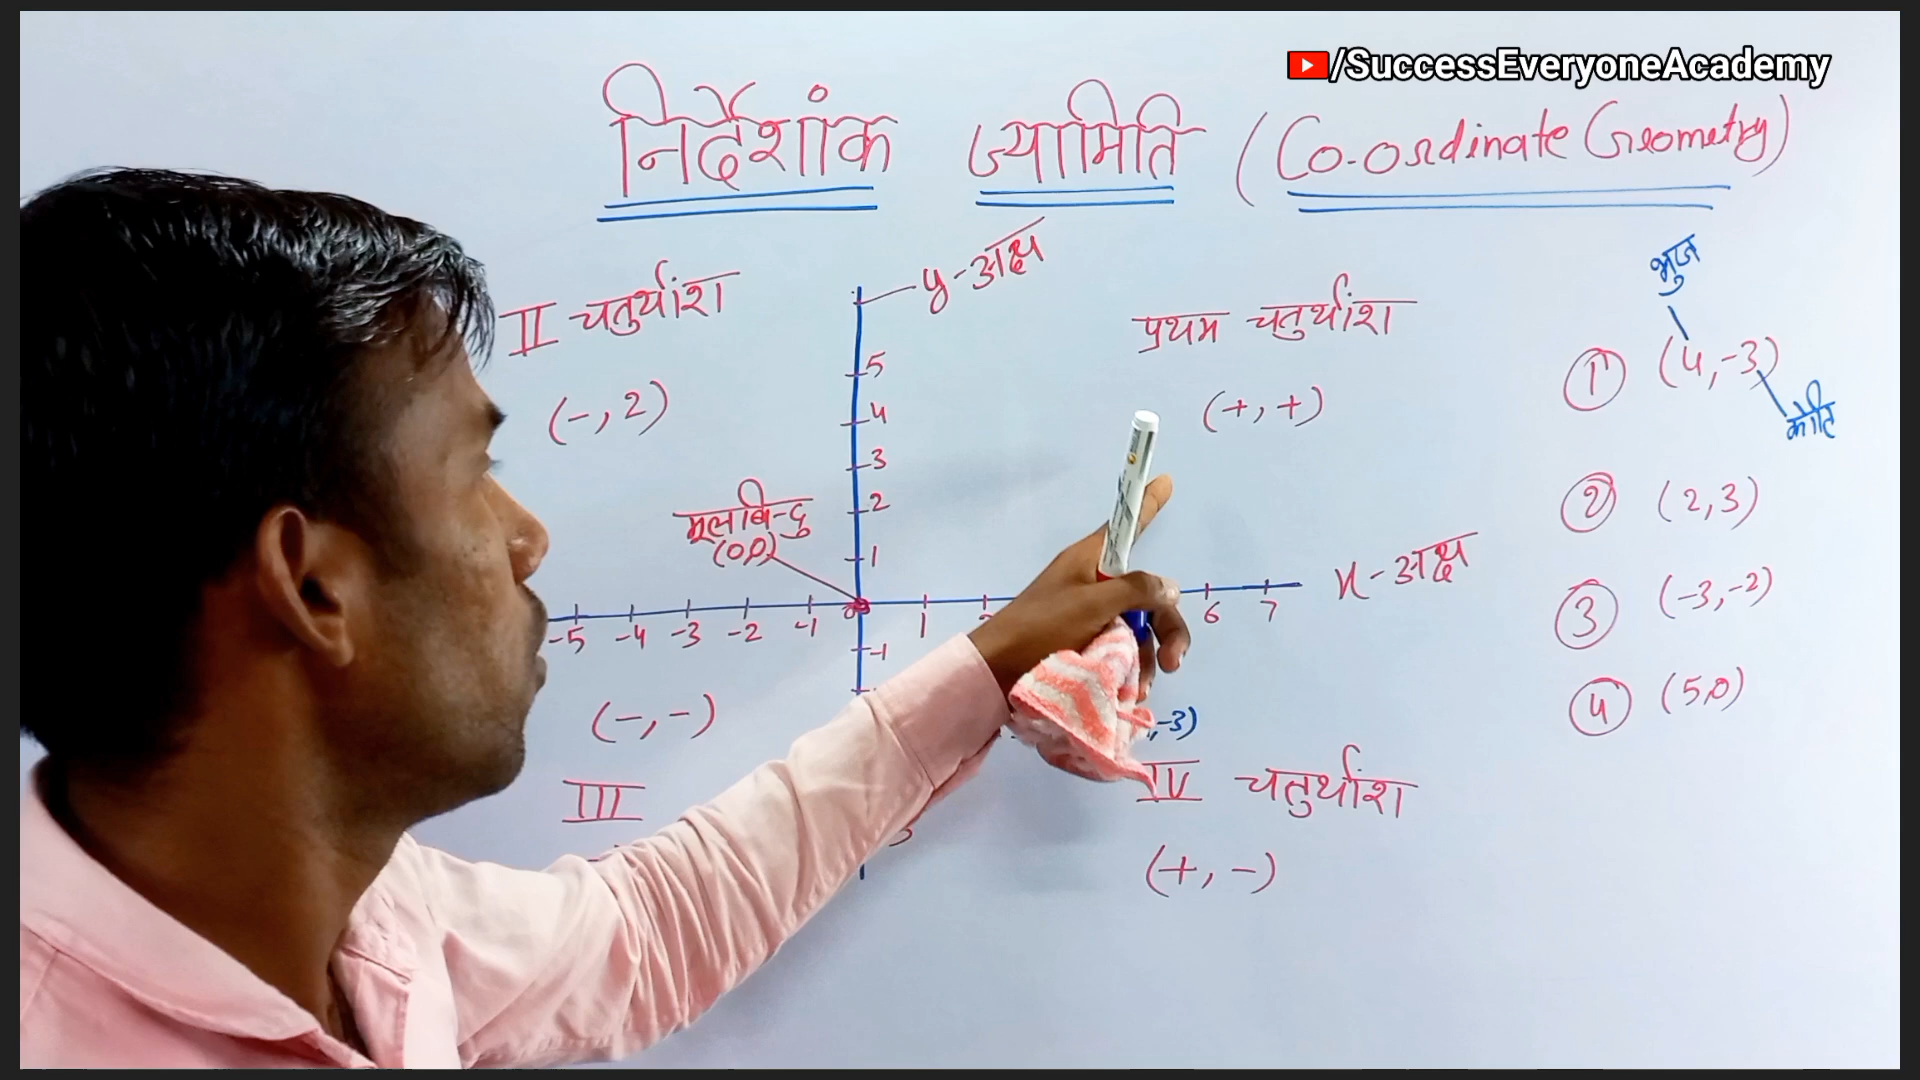 /SuccessEveryoneAcademy
निर्देशांक ज्यामिति (Co-ordinate Geometry)
y-अक्ष
II चतुर्थांश
प्रथम चतुर्थांश
भुज
① (4,-3)
कोटि
(-,2)
(+,+)
5
4
3
2
1
मूलबिन्दु
(0,0)
② (2,3)
x-अक्ष
③ (-3,-2)
-5 -4 -3 -2 -1 0 1 2 6 7
-1
④ (5,0)
(-,-)
,-3)
III
IV चतुर्थांश
(+,-)